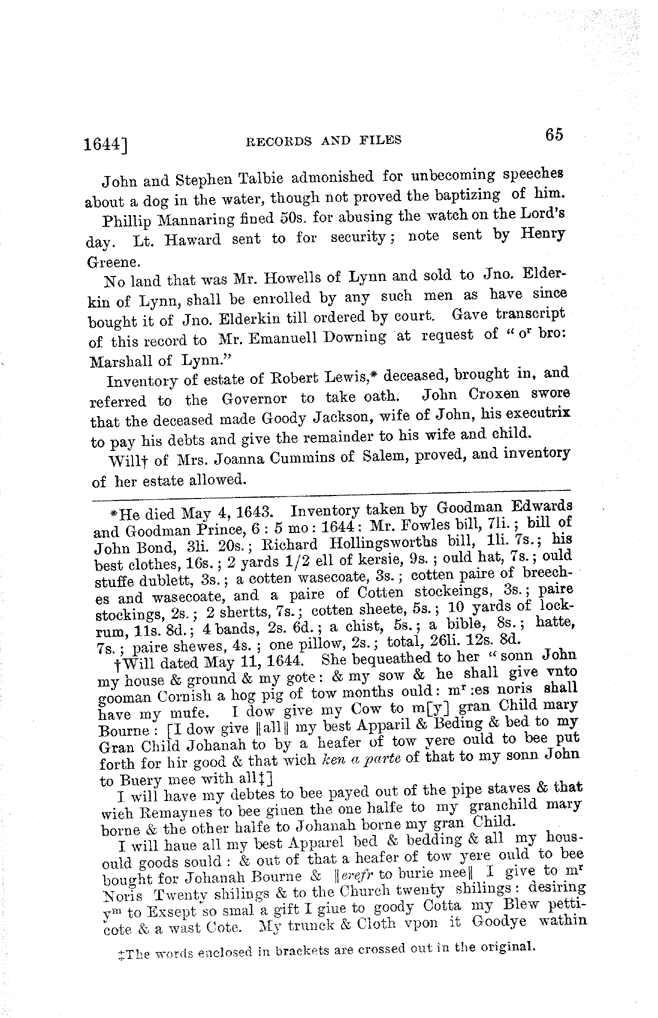 1644] RECORDS AND FILES 65
John and Stephen Talbie admonished for unbecoming speeches
about a dog in the water, though not proved the baptizing of him.
Phillip Mannaring fined 50s. for abusing the watch on the Lord's
day. Lt. Haward sent to for security; note sent by Henry
Greene.
No land that was Mr. Howells of Lynn and sold to Jno. Elder-
kin of Lynn, shall be enrolled by any such men as have since
bought it of Jno. Elderkin till ordered by court. Gave transcript
of this record to Mr. Emanuell Downing at request of "oʳ bro:
Marshall of Lynn."
Inventory of estate of Robert Lewis,* deceased, brought in, and
referred to the Governor to take oath. John Croxen swore
that the deceased made Goody Jackson, wife of John, his executrix
to pay his debts and give the remainder to his wife and child.
Will† of Mrs. Joanna Cummins of Salem, proved, and inventory
of her estate allowed.
*He died May 4, 1643. Inventory taken by Goodman Edwards
and Goodman Prince, 6 : 5 mo : 1644: Mr. Fowles bill, 7li.; bill of
John Bond, 3li. 20s.; Richard Hollingsworths bill, 1li. 7s.; his
best clothes, 16s.; 2 yards 1/2 ell of kersie, 9s.; ould hat, 7s.; ould
stuffe dublett, 3s.; a cotten wasecoate, 3s.; cotten paire of breech-
es and wasecoate, and a paire of Cotten stockeings, 3s.; paire
stockings, 2s.; 2 shertts, 7s.; cotten sheete, 5s.; 10 yards of lock-
rum, 11s. 8d.; 4 bands, 2s. 6d.; a chist, 5s.; a bible, 8s.; hatte,
7s.; paire shewes, 4s.; one pillow, 2s.; total, 26li. 12s. 8d.
†Will dated May 11, 1644. She bequeathed to her "sonn John
my house & ground & my gote: & my sow & he shall give vnto
gooman Cornish a hog pig of tow months ould: mʳ:es noris shall
have my mufe. I dow give my Cow to m[y] gran Child mary
Bourne: [I dow give ‖all‖ my best Apparil & Beding & bed to my
Gran Child Johanah to by a heafer of tow yere ould to bee put
forth for hir good & that wich ken a parte of that to my sonn John
to Buery mee with all‡]
I will have my debtes to bee payed out of the pipe staves & that
wich Remaynes to bee giuen the one halfe to my granchild mary
borne & the other halfe to Johanah borne my gran Child.
I will haue all my best Apparel bed & bedding & all my hous-
ould goods sould: & out of that a heafer of tow yere ould to bee
bought for Johanah Bourne & ‖erefr to burie mee‖ I give to mʳ
Noris Twenty shilings & to the Church twenty shilings: desiring
yᵐ to Exsept so smal a gift I giue to goody Cotta my Blew petti-
cote & a wast Cote. My trunck & Cloth vpon it Goodye wathin
‡The words enclosed in brackets are crossed out in the original.